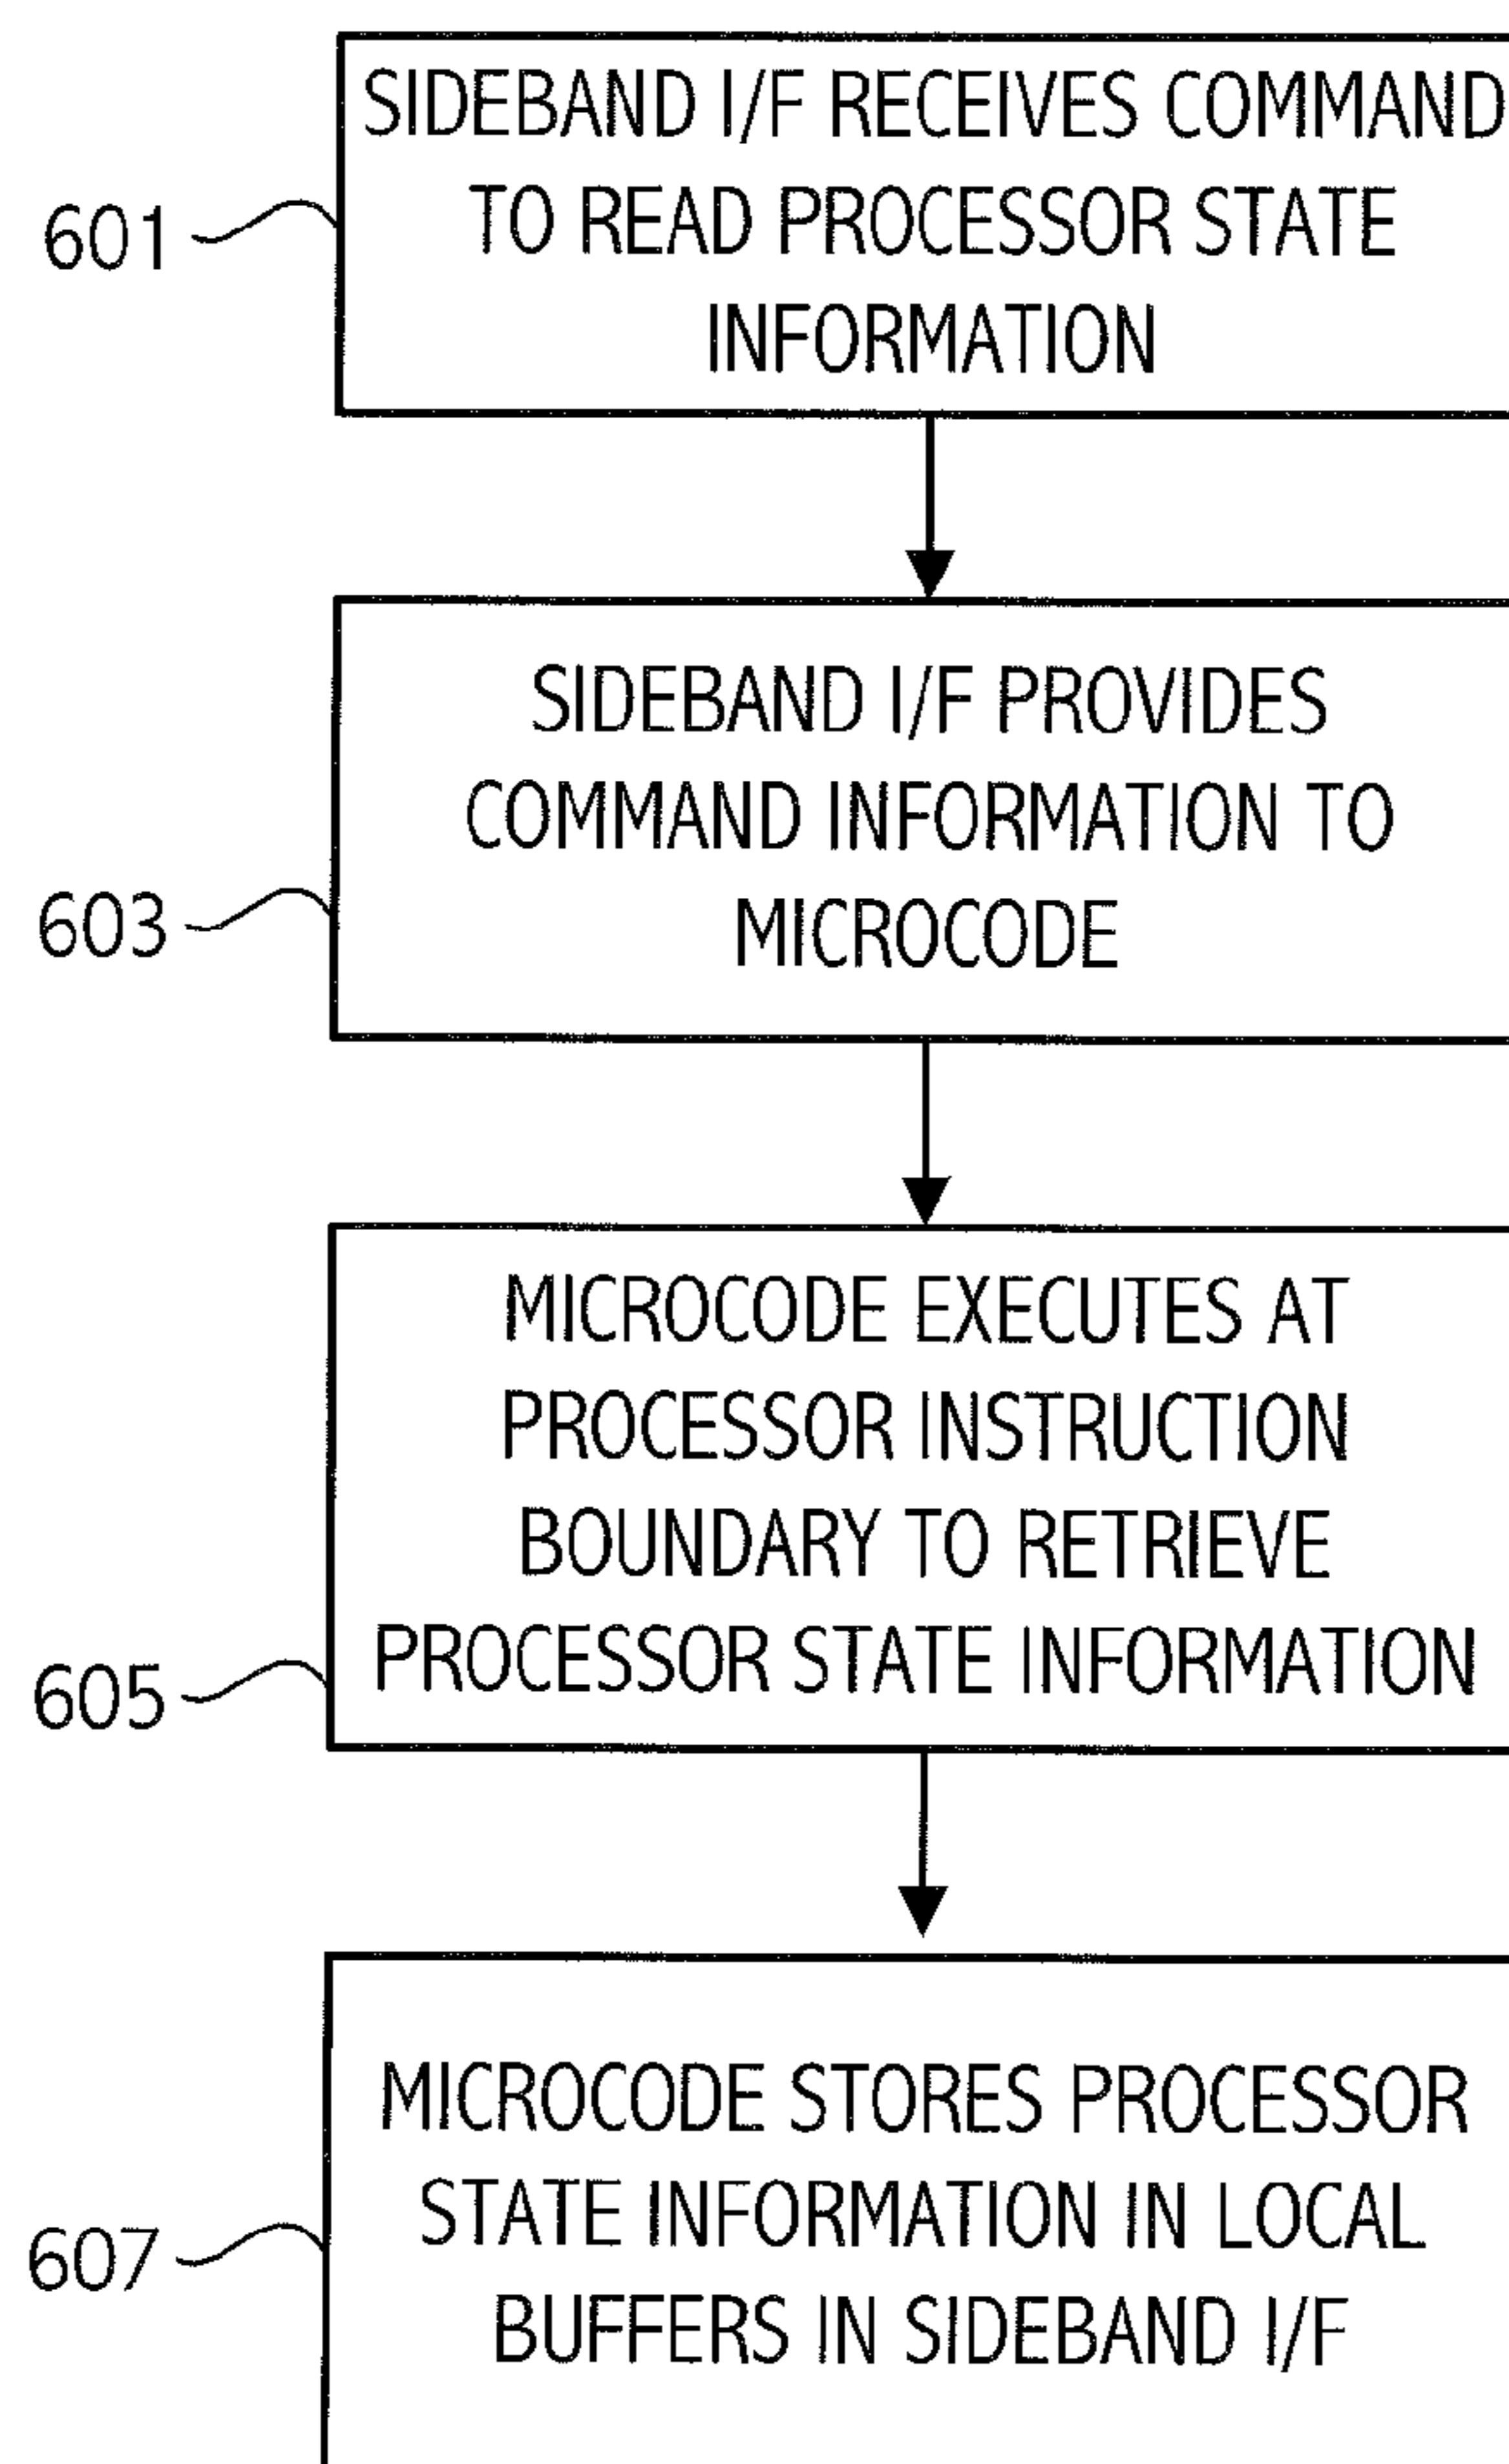 SIDEBAND I/F RECEIVES COMMAND
TO READ PROCESSOR STATE
INFORMATION
601
SIDEBAND I/F PROVIDES
COMMAND INFORMATION TO
MICROCODE
603
MICROCODE EXECUTES AT
PROCESSOR INSTRUCTION
BOUNDARY TO RETRIEVE
PROCESSOR STATE INFORMATION
605
MICROCODE STORES PROCESSOR
STATE INFORMATION IN LOCAL
BUFFERS IN SIDEBAND I/F
607